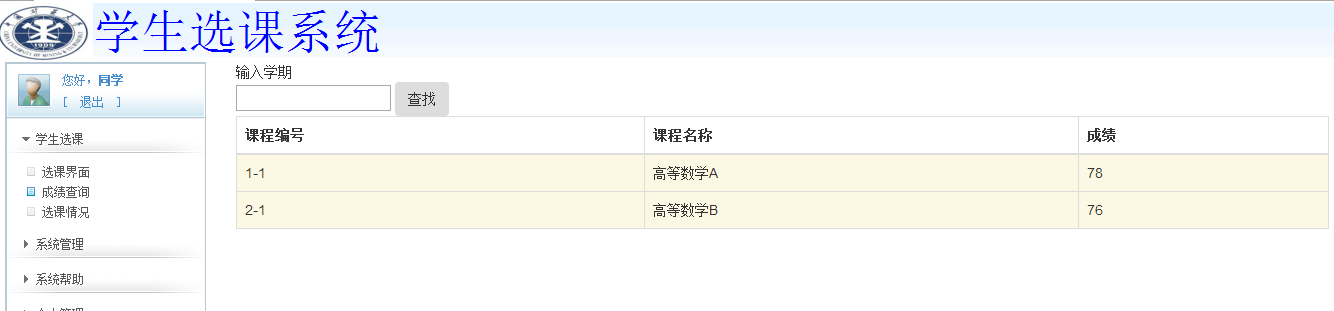 1909
学生选课系统
您好，同学
[ 退出 ]
学生选课
选课界面
成绩查询
选课情况
系统管理
系统帮助
输入学期
查找
课程编号 课程名称 成绩
1-1 高等数学A 78
2-1 高等数学B 76